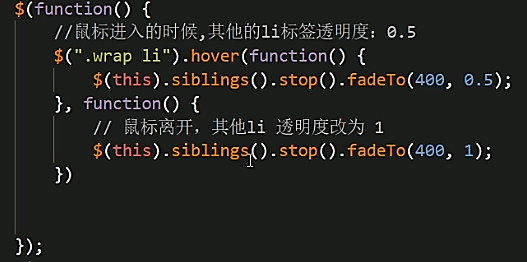 $(function() {
//鼠标进入的时候,其他的li标签透明度：0.5
$(".wrap li").hover(function() {
$(this).siblings().stop().fadeTo(400, 0.5);
}, function() {
// 鼠标离开，其他li 透明度改为 1
$(this).siblings().stop().fadeTo(400, 1);
})
});